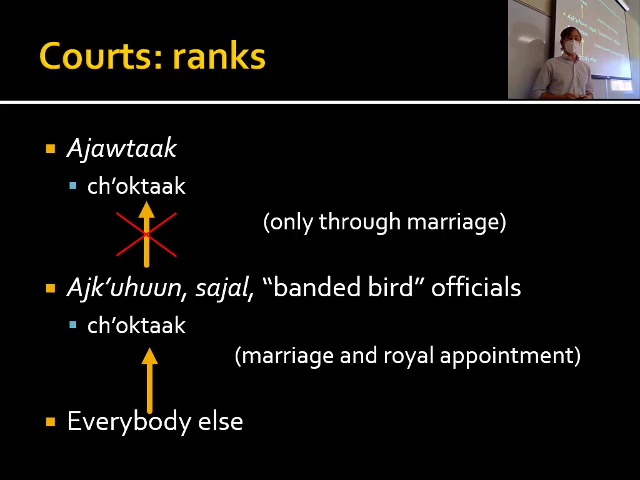 Courts: ranks
Ajawtaak
ch’oktaak
(only through marriage)
Ajk’uhuun, sajal, “banded bird” officials
ch’oktaak
(marriage and royal appointment)
Everybody else